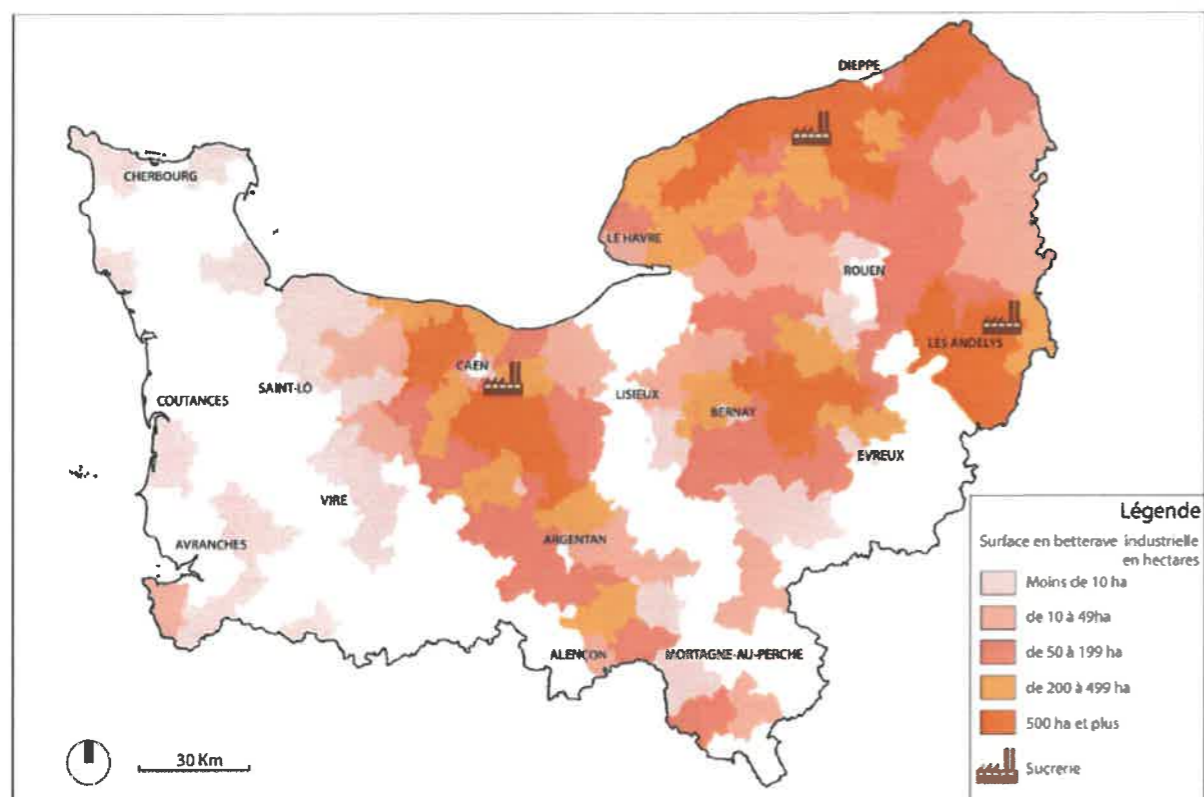 DIEPPE
CHERBOURG
LE HAVRE
ROUEN
LES ANDELYS
CAEN
SAINT-LO
COUTANCES
LISIEUX
BERNAY
EVREUX
VIRE
AVRANCHES
ARGENTAN
ALENCON
MORTAGNE-AU-PERCHE
30 Km
Légende
Surface en betterave industrielle
en hectares
Moins de 10 ha
de 10 à 49ha
de 50 à 199 ha
de 200 à 499 ha
500 ha et plus
Sucrerie